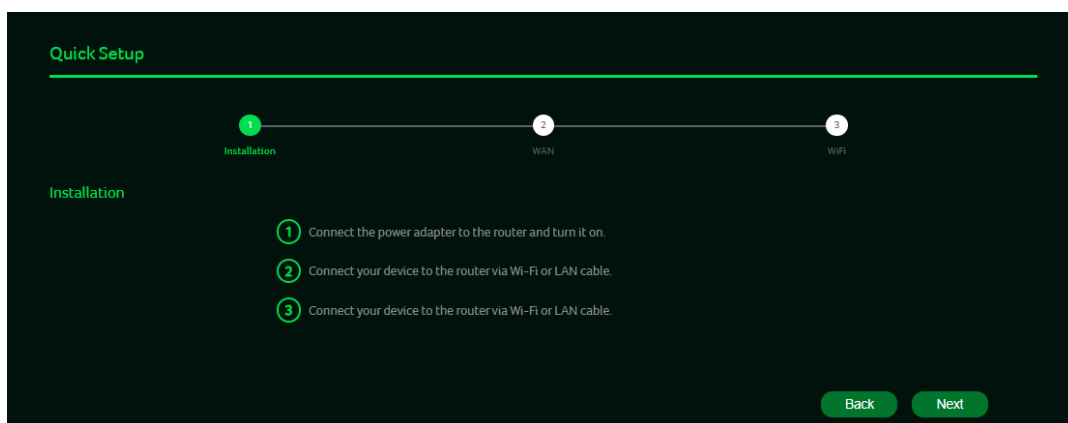 Quick Setup
1 2 3
Installation WAN WiFi
Installation
1 Connect the power adapter to the router and turn it on.
2 Connect your device to the router via Wi-Fi or LAN cable.
3 Connect your device to the router via Wi-Fi or LAN cable.
Back Next